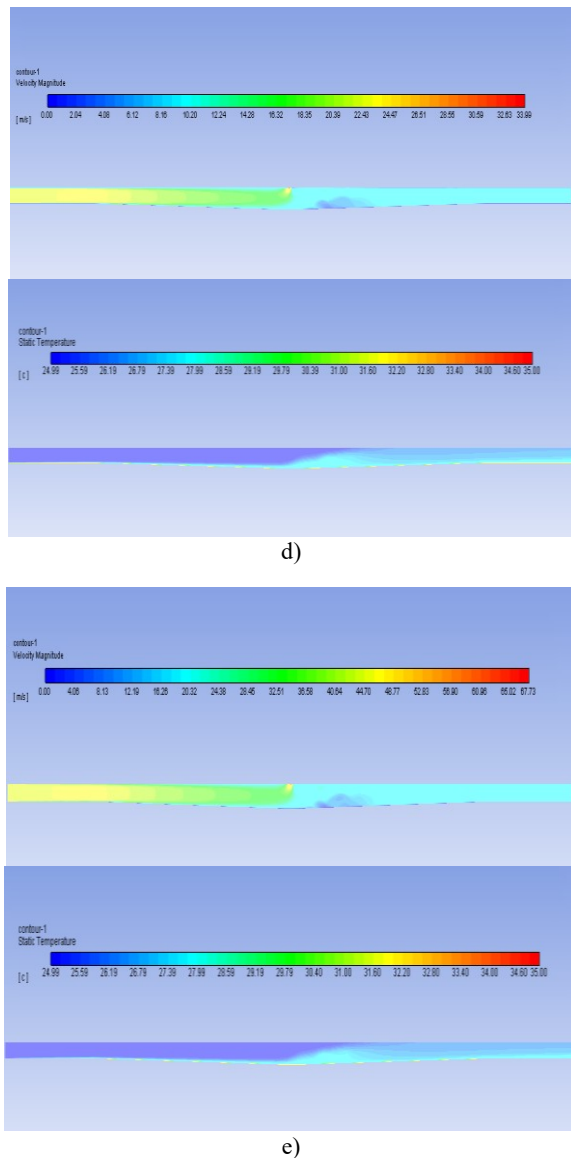 contour-1
Velocity Magnitude
[m/s] 0.00 2.04 4.08 6.12 8.16 10.20 12.24 14.28 16.32 18.35 20.39 22.43 24.47 26.51 28.55 30.59 32.63 33.99
contour-1
Static Temperature
[c] 24.99 25.59 26.19 26.79 27.39 27.99 28.59 29.19 29.79 30.39 31.00 31.60 32.20 32.80 33.40 34.00 34.60 35.00
d)
contour-1
Velocity Magnitude
[m/s] 0.00 4.06 8.13 12.19 16.26 20.32 24.38 28.45 32.51 36.58 40.64 44.70 48.77 52.83 56.90 60.96 65.02 67.73
contour-1
Static Temperature
[c] 24.99 25.59 26.19 26.79 27.39 27.99 28.59 29.19 29.79 30.40 31.00 31.60 32.20 32.80 33.40 34.00 34.60 35.00
e)